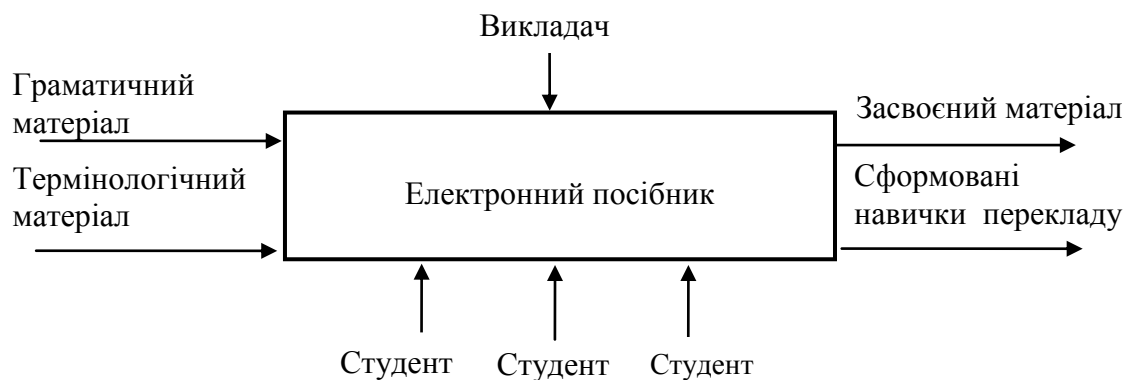 Викладач
Граматичний
матеріал
Термінологічний
матеріал
Електронний посібник
Засвоєний матеріал
Сформовані
навички перекладу
Студент Студент Студент